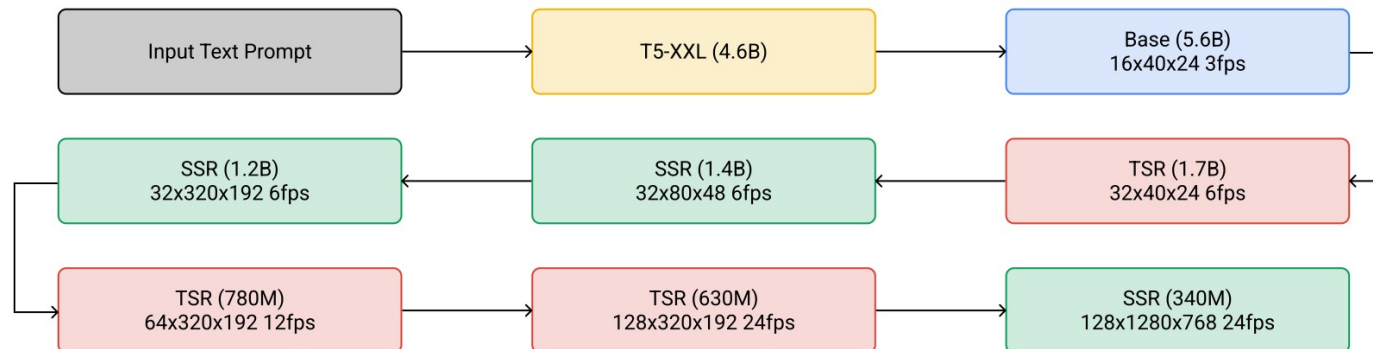 Input Text Prompt
T5-XXL (4.6B)
Base (5.6B)
16x40x24 3fps
SSR (1.2B)
32x320x192 6fps
SSR (1.4B)
32x80x48 6fps
TSR (1.7B)
32x40x24 6fps
TSR (780M)
64x320x192 12fps
TSR (630M)
128x320x192 24fps
SSR (340M)
128x1280x768 24fps